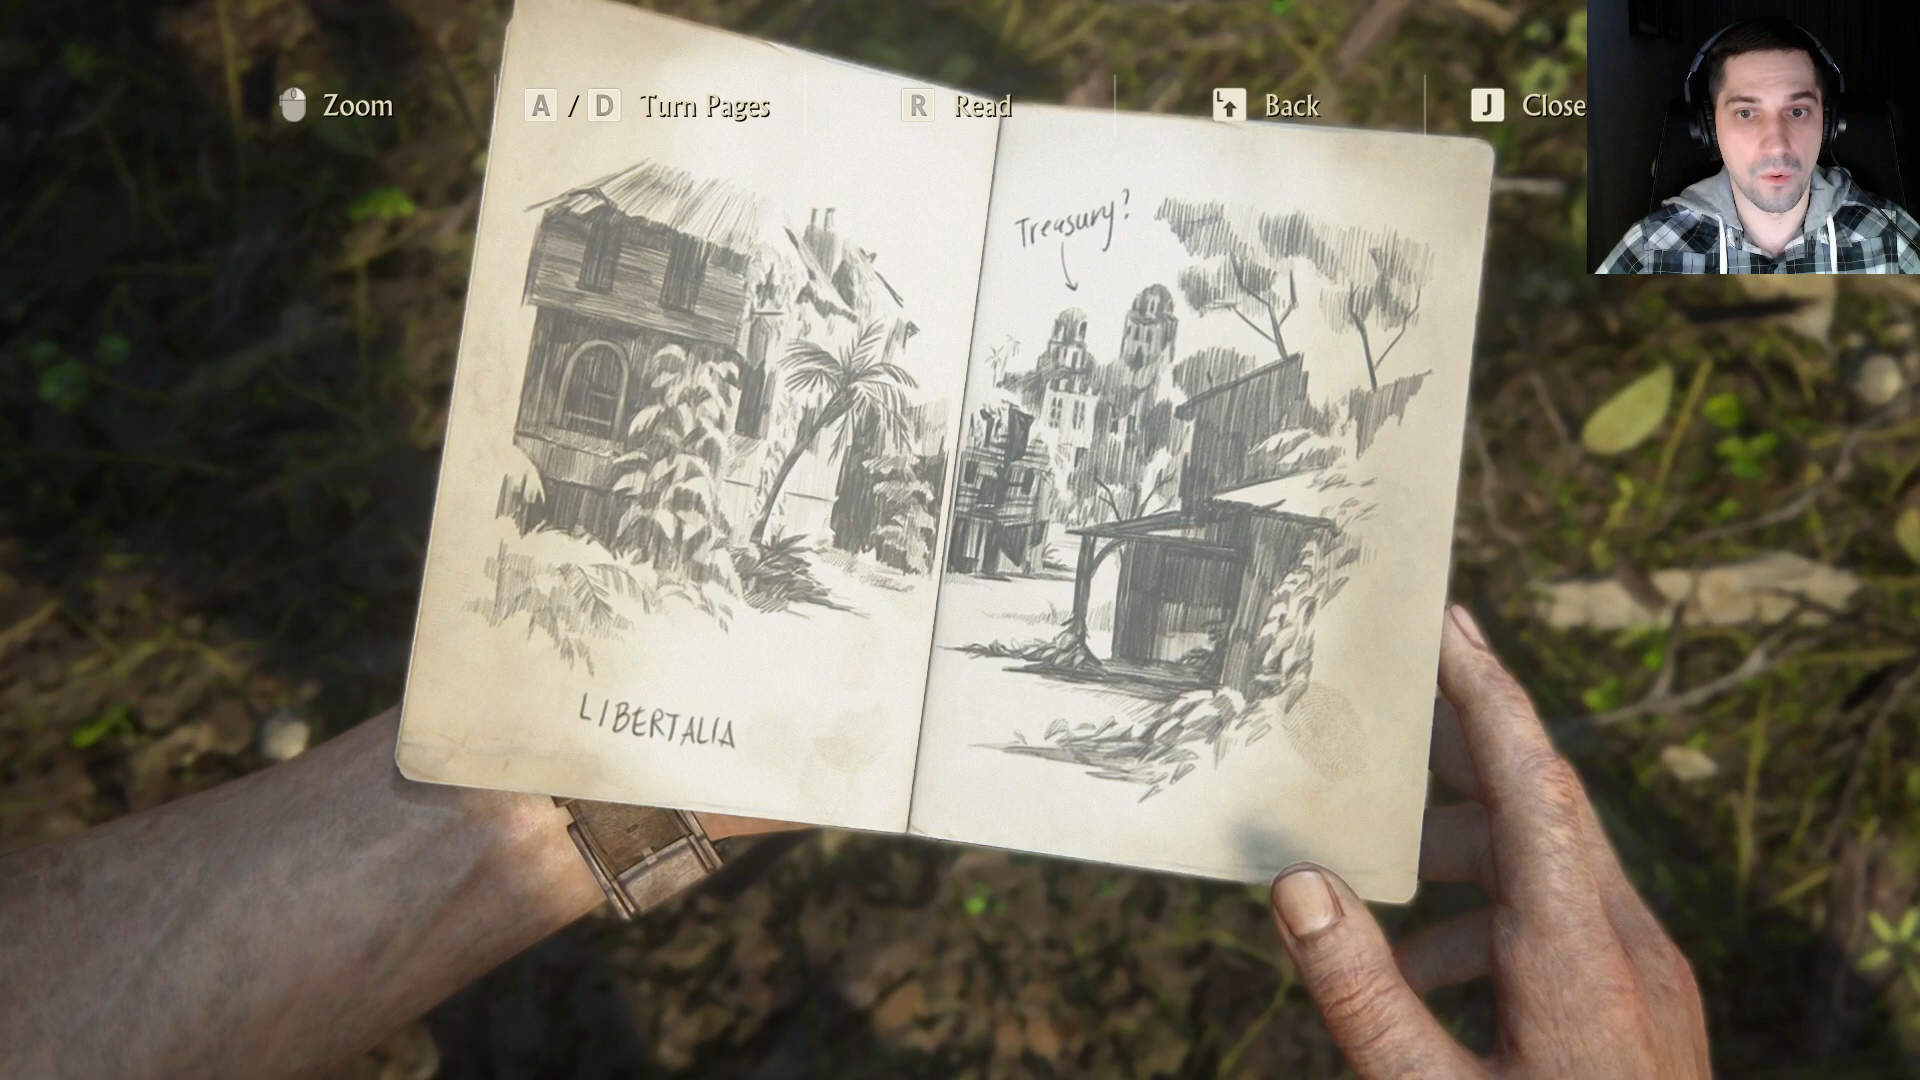 Zoom
A / D Turn Pages
R Read
L Back
J Close
Treasury?
LIBERTALIA